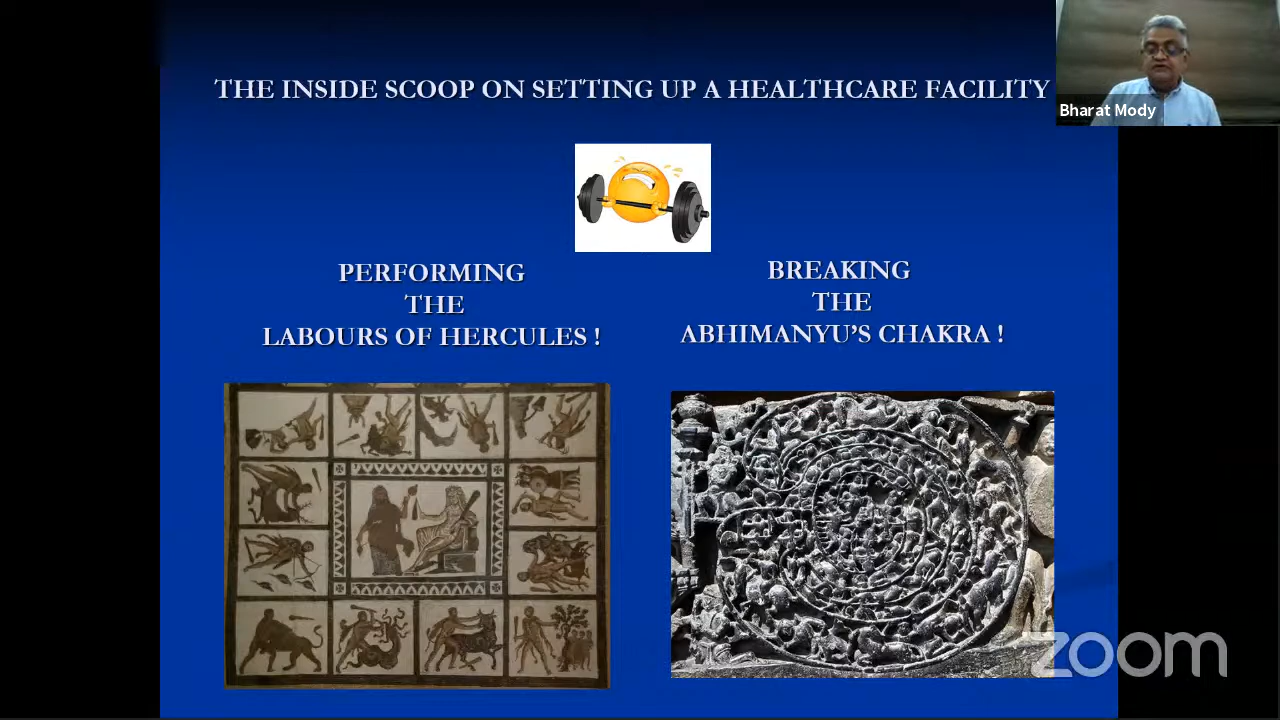 THE INSIDE SCOOP ON SETTING UP A HEALTHCARE FACILITY
Bharat Mody
PERFORMING
THE
LABOURS OF HERCULES !
BREAKING
THE
ABHIMANYU’S CHAKRA !
zoom